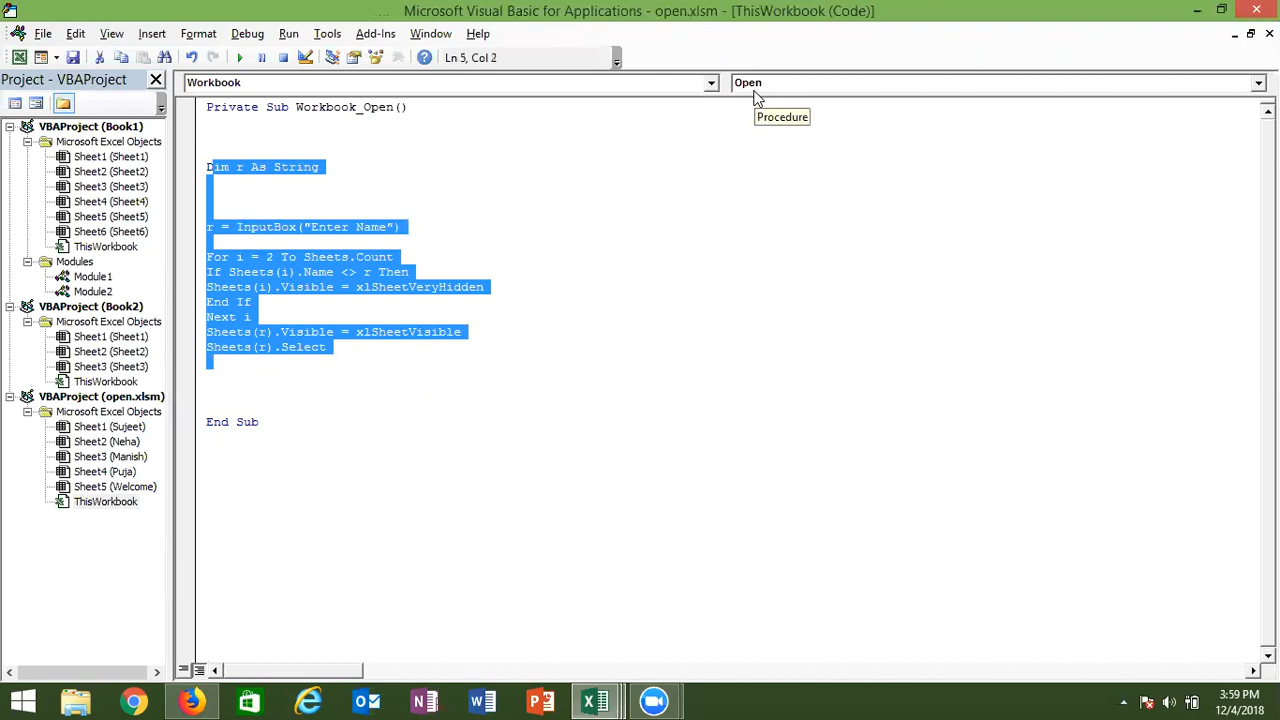 Microsoft Visual Basic for Applications - open.xlsm - [ThisWorkbook (Code)]
File Edit View Insert Format Debug Run Tools Add-Ins Window Help
Ln 5, Col 2
Project - VBAProject
Workbook
Open
Procedure
VBAProject (Book1)
Microsoft Excel Objects
Sheet1 (Sheet1)
Sheet2 (Sheet2)
Sheet3 (Sheet3)
Sheet4 (Sheet4)
Sheet5 (Sheet5)
Sheet6 (Sheet6)
ThisWorkbook
Modules
Module1
Module2
VBAProject (Book2)
Microsoft Excel Objects
Sheet1 (Sheet1)
Sheet2 (Sheet2)
Sheet3 (Sheet3)
ThisWorkbook
VBAProject (open.xlsm)
Microsoft Excel Objects
Sheet1 (Sujeet)
Sheet2 (Neha)
Sheet3 (Manish)
Sheet4 (Puja)
Sheet5 (Welcome)
ThisWorkbook
Private Sub Workbook_Open()
Dim r As String
r = InputBox("Enter Name")
For i = 2 To Sheets.Count
If Sheets(i).Name <> r Then
Sheets(i).Visible = xlSheetVeryHidden
End If
Next i
Sheets(r).Visible = xlSheetVisible
Sheets(r).Select
End Sub
3:59 PM
12/4/2018